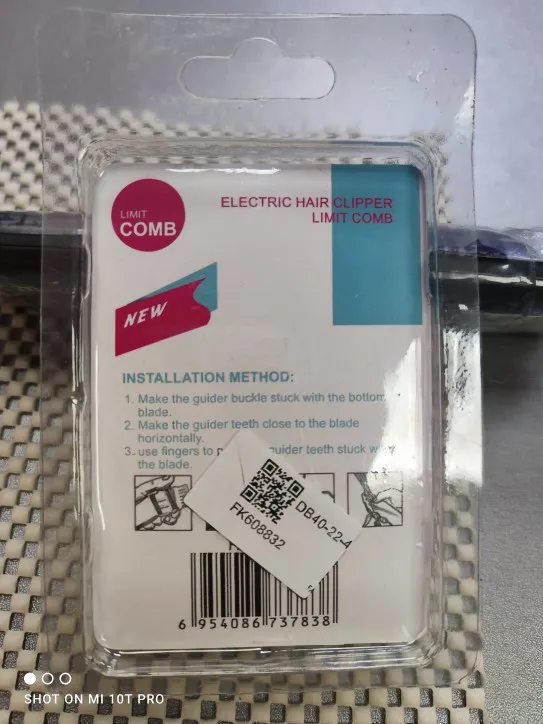 LIMIT
COMB
ELECTRIC HAIR CLIPPER
LIMIT COMB
NEW
INSTALLATION METHOD:
1. Make the guider buckle stuck with the bottom
blade.
2. Make the guider teeth close to the blade
horizontally.
3. use fingers to guider teeth stuck
the blade.
DB40-22-4
FK608832
6 954086 737838
SHOT ON MI 10T PRO